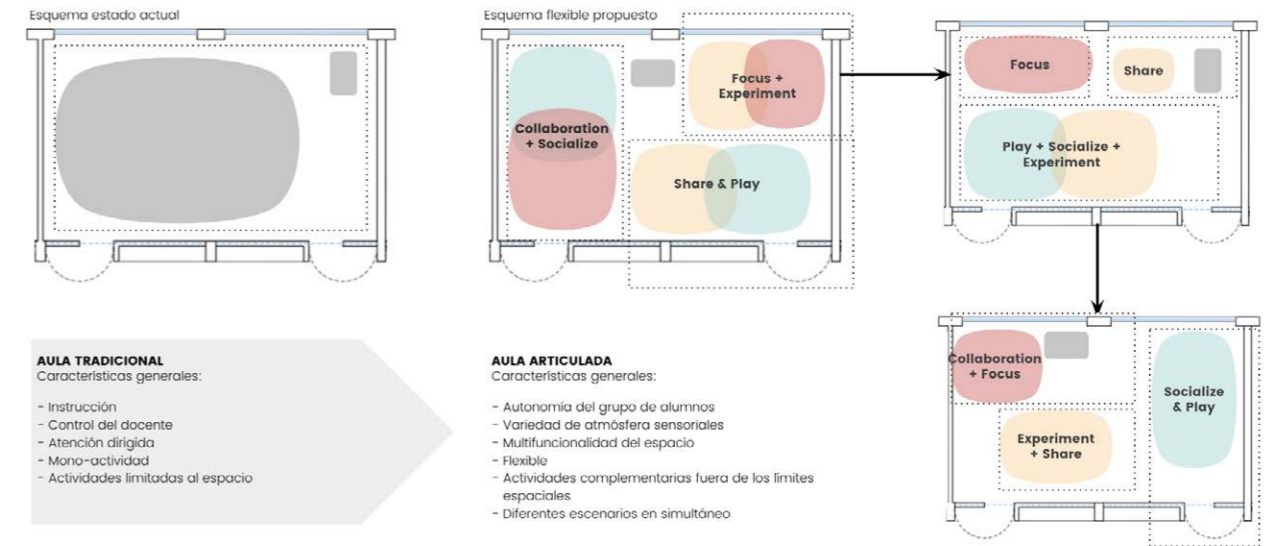 Esquema estado actual
Esquema flexible propuesto
Collaboration
+ Socialize
Focus +
Experiment
Share & Play
Focus
Share
Play + Socialize +
Experiment
Collaboration
+ Focus
Experiment
+ Share
Socialize
& Play
AULA TRADICIONAL
Características generales:
- Instrucción
- Control del docente
- Atención dirigida
- Mono-actividad
- Actividades limitadas al espacio
AULA ARTICULADA
Características generales:
- Autonomía del grupo de alumnos
- Variedad de atmósfera sensoriales
- Multifuncionalidad del espacio
- Flexible
- Actividades complementarias fuera de los límites
espaciales
- Diferentes escenarios en simultáneo